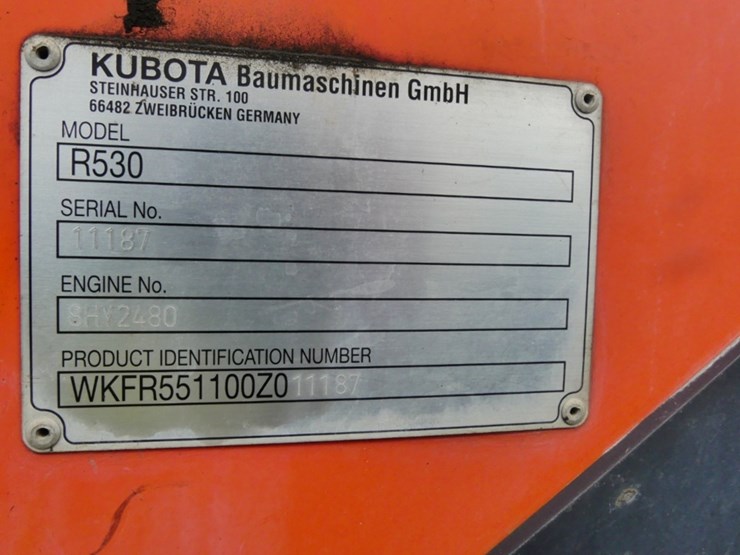 KUBOTA Baumaschinen GmbH
STEINHAUSER STR. 100
66482 ZWEIBRÜCKEN GERMANY
MODEL
R530
SERIAL No.
11187
ENGINE No.
8HY2480
PRODUCT IDENTIFICATION NUMBER
WKFR551100Z011187